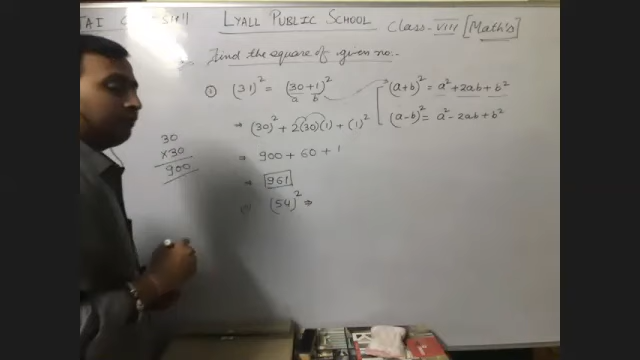 LYALL PUBLIC SCHOOL Class-VIII [Math's]
Find the square of given no.
① (31)² = (30+1)² (a+b)² = a²+2ab+b²
a b
→ (30)² + 2(30)(1) + (1)² (a-b)² = a²-2ab+b²
30
×30
900
⇒ 900 + 60 + 1
⇒ 961
(54)² ⇒